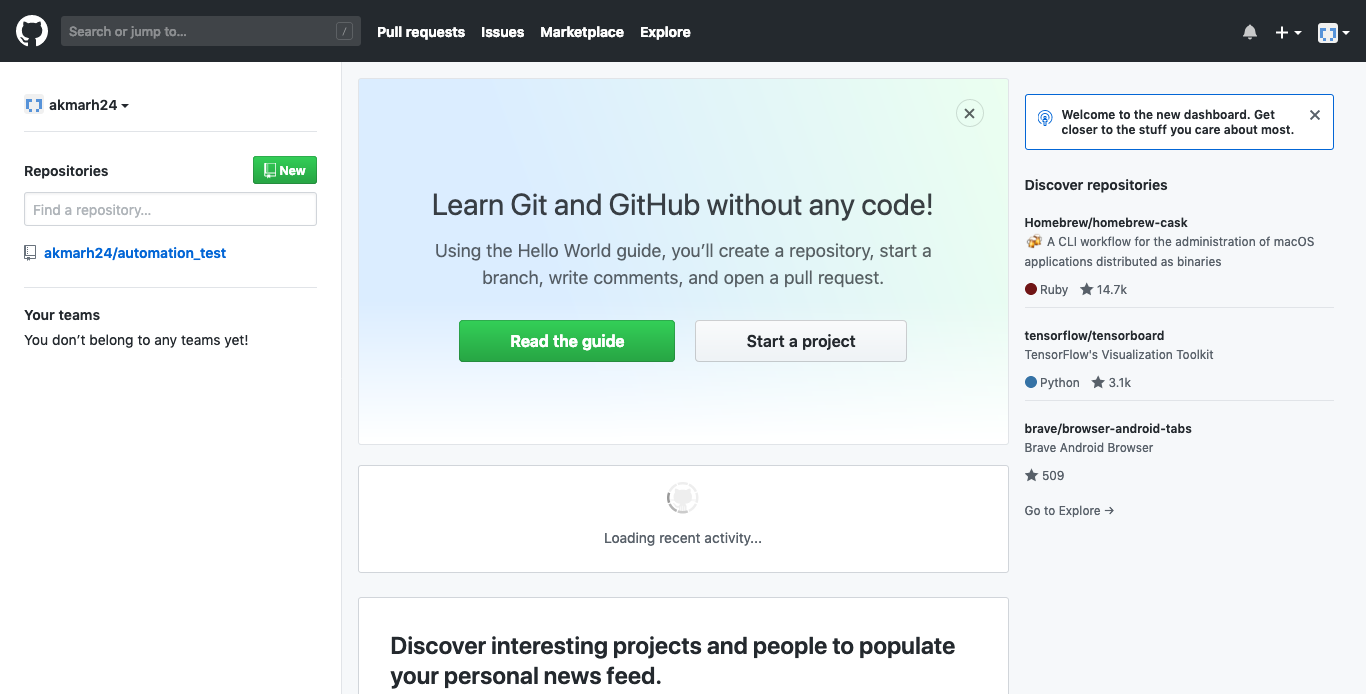 Search or jump to...
/
Pull requests
Issues
Marketplace
Explore
akmarh24
Repositories
New
Find a repository...
akmarh24/automation_test
Your teams
You don’t belong to any teams yet!
Learn Git and GitHub without any code!
Using the Hello World guide, you’ll create a repository, start a
branch, write comments, and open a pull request.
Read the guide
Start a project
Loading recent activity...
Discover interesting projects and people to populate
your personal news feed.
Welcome to the new dashboard. Get
closer to the stuff you care about most.
Discover repositories
Homebrew/homebrew-cask
🍻 A CLI workflow for the administration of macOS
applications distributed as binaries
Ruby ★ 14.7k
tensorflow/tensorboard
TensorFlow's Visualization Toolkit
Python ★ 3.1k
brave/browser-android-tabs
Brave Android Browser
★ 509
Go to Explore →